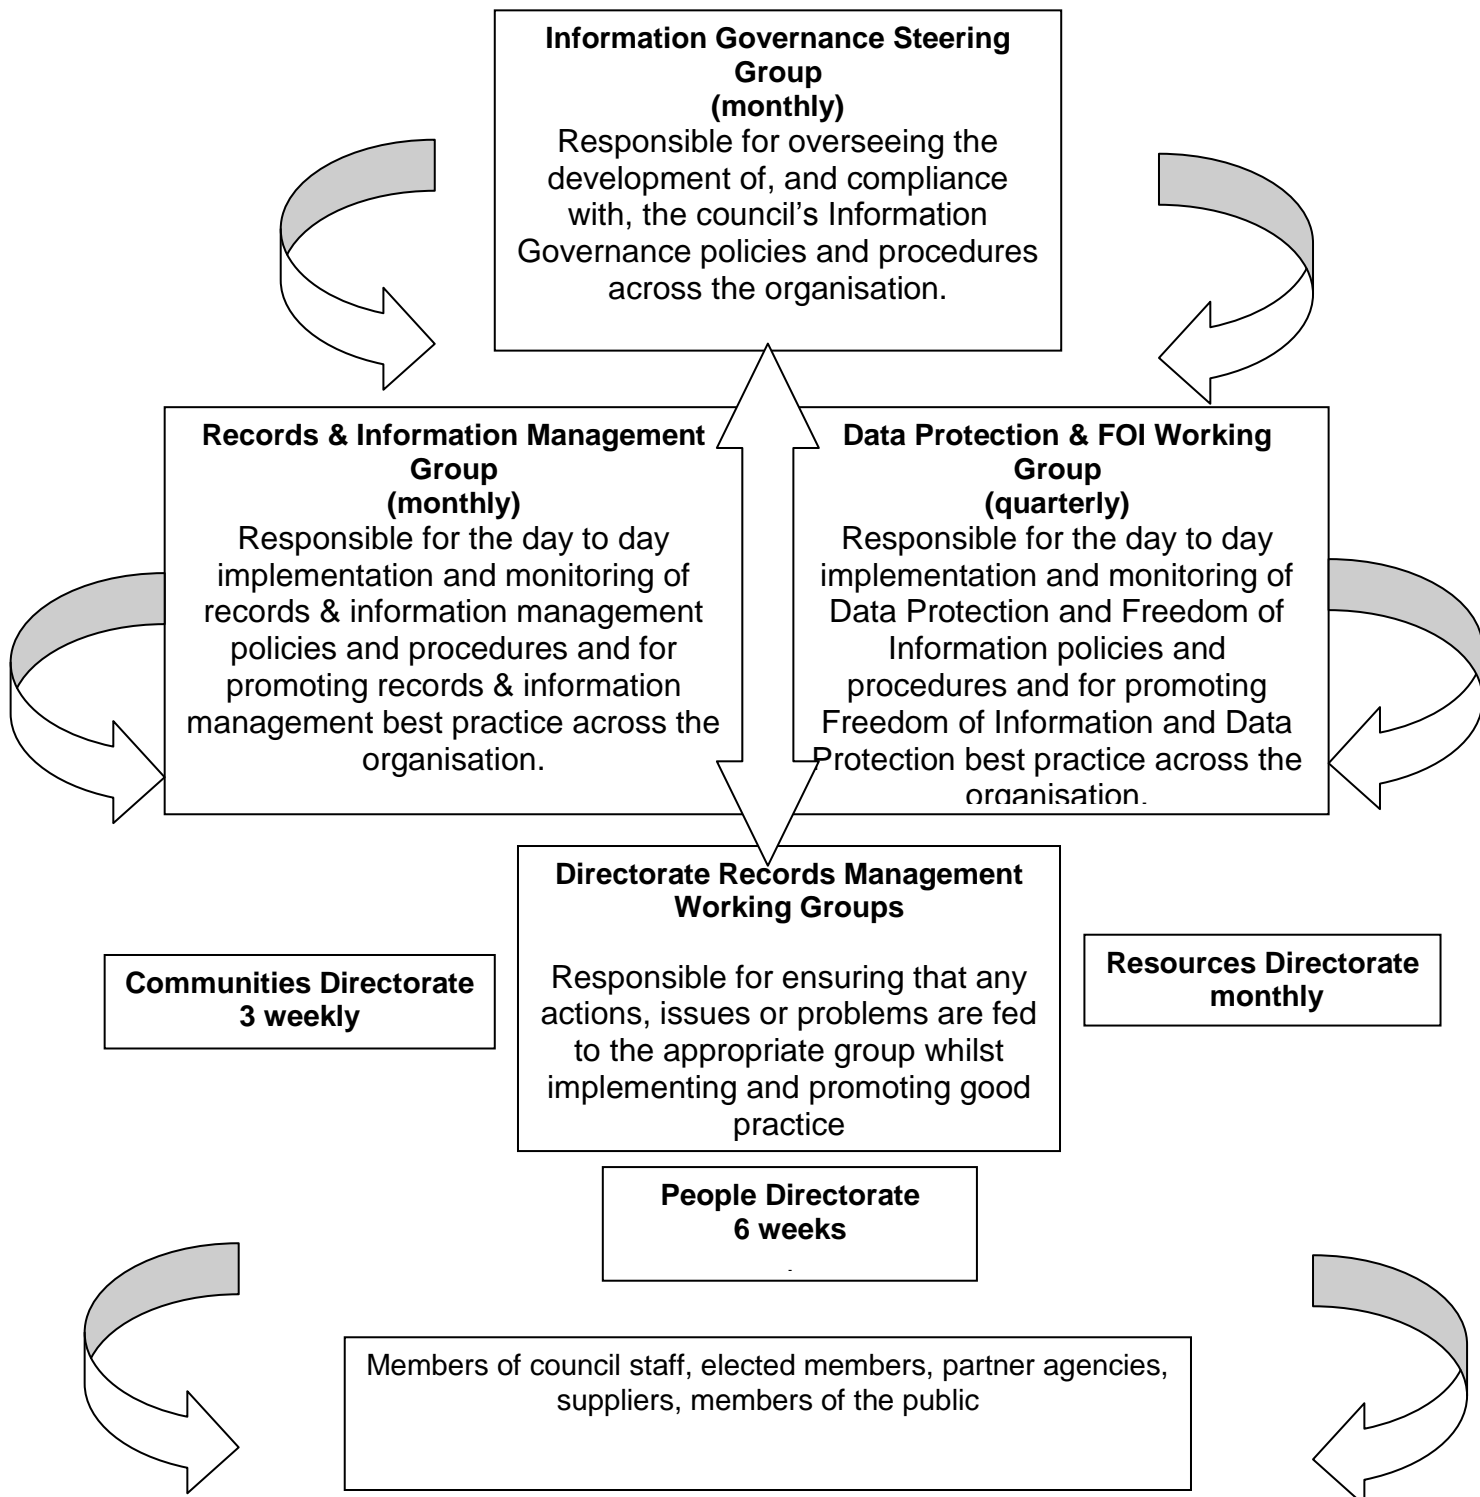 Information Governance Steering
Group
(monthly)
Responsible for overseeing the
development of, and compliance
with, the council’s Information
Governance policies and procedures
across the organisation.
Records & Information Management
Group
(monthly)
Responsible for the day to day
implementation and monitoring of
records & information management
policies and procedures and for
promoting records & information
management best practice across the
organisation.
Data Protection & FOI Working
Group
(quarterly)
Responsible for the day to day
implementation and monitoring of
Data Protection and Freedom of
Information policies and
procedures and for promoting
Freedom of Information and Data
Protection best practice across the
organisation.
Directorate Records Management
Working Groups
Responsible for ensuring that any
actions, issues or problems are fed
to the appropriate group whilst
implementing and promoting good
practice
Communities Directorate
3 weekly
Resources Directorate
monthly
People Directorate
6 weeks
.
Members of council staff, elected members, partner agencies,
suppliers, members of the public